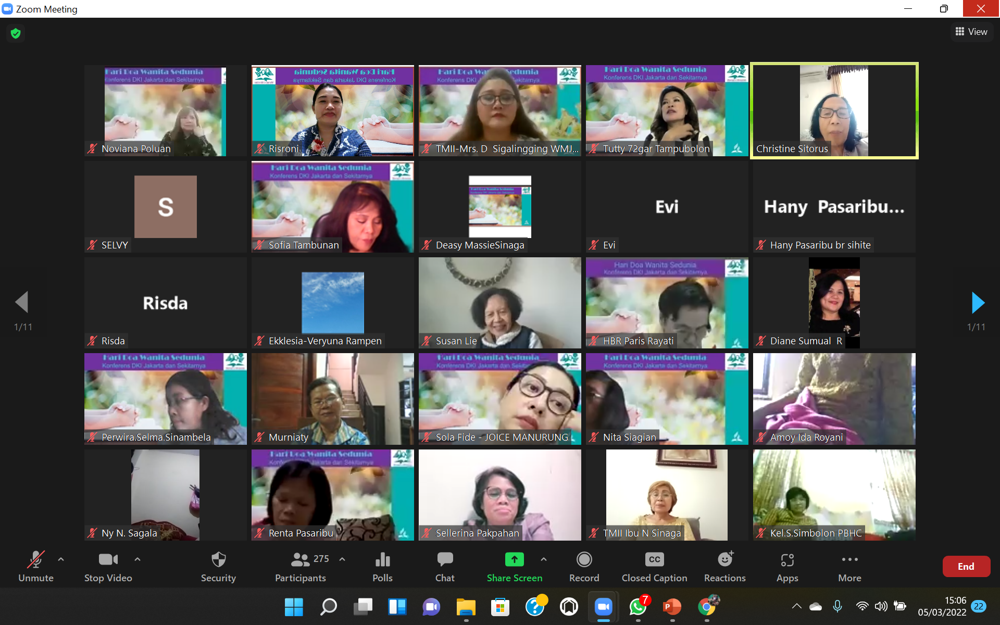 Zoom Meeting
View
Hari Doa Wanita Sedunia
Konferens DKI Jakarta dan Sekitarnya
Noviana Poluan
Hari Doa Wanita Sedunia
Konferens DKI Jakarta dan Sekitarnya
Risroni
Hari Doa Wanita Sedunia
Konferens DKI Jakarta dan Sekitarnya
TMII-Mrs. D Sigalingging WMJ...
Hari Doa Wanita Sedunia
Konferens DKI Jakarta dan Sekitarnya
Tutty 72gar Tampubolon
Christine Sitorus
S
SELVY
Hari Doa Wanita Sedunia
Konferens DKI Jakarta dan Sekitarnya
Sofia Tambunan
Deasy MassieSinaga
Evi
Evi
Hany Pasaribu...
Hany Pasaribu br sihite
Risda
Risda
Ekklesia-Veryuna Rampen
Susan Lie
Hari Doa Wanita Sedunia
Konferens DKI Jakarta dan Sekitarnya
HBR Paris Rayati
Diane Sumual R
1/11
1/11
Hari Doa Wanita Sedunia
Konferens DKI Jakarta dan Sekitarnya
Perwira.Selma.Sinambela
Murniaty
Hari Doa Wanita Sedunia
Konferens DKI Jakarta dan Sekitarnya
Sola Fide - JOICE MANURUNG
Hari Doa Wanita Sedunia
Konferens DKI Jakarta dan Sekitarnya
Nita Siagian
Amoy Ida Royani
Ny N. Sagala
Hari Doa Wanita Sedunia
Konferens DKI Jakarta dan Sekitarnya
Renta Pasaribu
Sellerina Pakpahan
TMII Ibu N Sinaga
Kel.S.Simbolon PBHC
Unmute
Stop Video
Security
275
Participants
Polls
Chat
Share Screen
Record
CC
Closed Caption
Reactions
Apps
More
End
7
P
15:06
05/03/2022
22